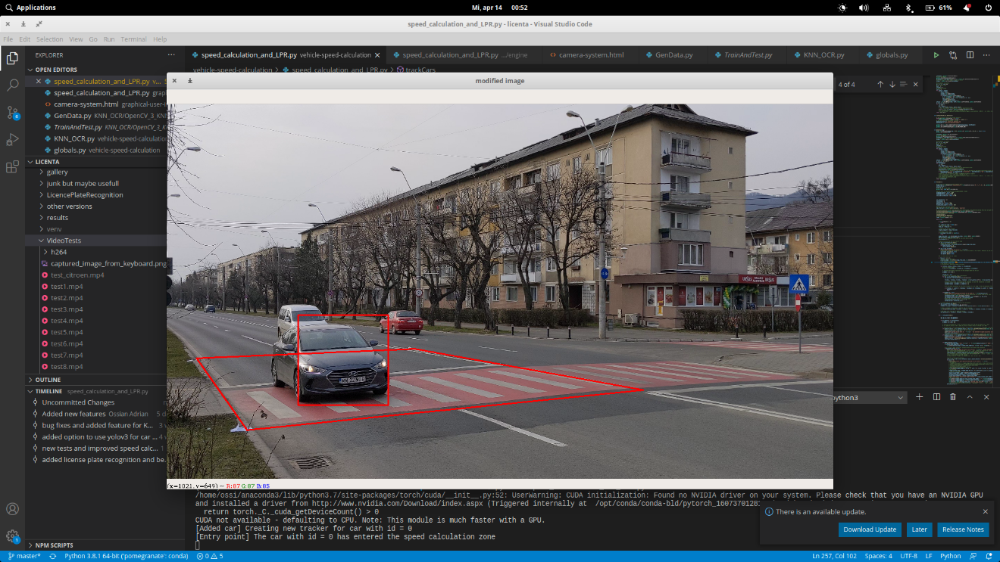 Applications
Mi, apr 14 00:52
61%
speed_calculation_and_LPR.py - licenta - Visual Studio Code
File Edit Selection View Go Run Terminal Help
EXPLORER
speed_calculation_and_LPR.py vehicle-speed-calculation
speed_calculation_and_LPR.py .../engine
camera-system.html
GenData.py
TrainAndTest.py
KNN_OCR.py
globals.py
vehicle-speed-calculation > speed_calculation_and_LPR.py > trackCars
OPEN EDITORS
speed_calculation_and_LPR.py v...
speed_calculation_and_LPR.py grap
camera-system.html graphical-user-i
GenData.py KNN_OCR/OpenCV_3_KNN
TrainAndTest.py KNN_OCR/OpenCV_3_K
KNN_OCR.py vehicle-speed-calculation
globals.py vehicle-speed-calculation
LICENTA
gallery
junk but maybe usefull
LicencePlateRecognition
other versions
results
venv
VideoTests
h264
captured_image_from_keyboard.png
test_citroen.mp4
test1.mp4
test2.mp4
test3.mp4
test4.mp4
test5.mp4
test6.mp4
test7.mp4
test8.mp4
OUTLINE
TIMELINE speed_calculation_and_LPR.py
Uncommitted Changes
Added new features Ossian Adrian 5 d
bug fixes and added feature for K... 3
added option to use yolov3 for car ... 4
new tests and improved speed calc... 1
added license plate recognition and be...
NPM SCRIPTS
modified image
4 of 4
(x=1021, y=649) ~ R:87 G:87 B:85
python3
/home/ossi/anaconda3/lib/python3.7/site-packages/torch/cuda/__init__.py:52: UserWarning: CUDA initialization: Found no NVIDIA driver on your system. Please check that you have an NVIDIA GPU
and installed a driver from http://www.nvidia.com/Download/index.aspx (Triggered internally at /opt/conda/conda-bld/pytorch_1607370128
return torch._C._cuda_getDeviceCount() > 0
CUDA not available - defaulting to CPU. Note: This module is much faster with a GPU.
[Added car] Creating new tracker for car with id = 0
[Entry point] The car with id = 0 has entered the speed calculation zone
There is an available update.
Download Update
Later
Release Notes
master* Python 3.8.1 64-bit ('pomegranate': conda) 0 5
Ln 257, Col 102 Spaces: 4 UTF-8 LF Python